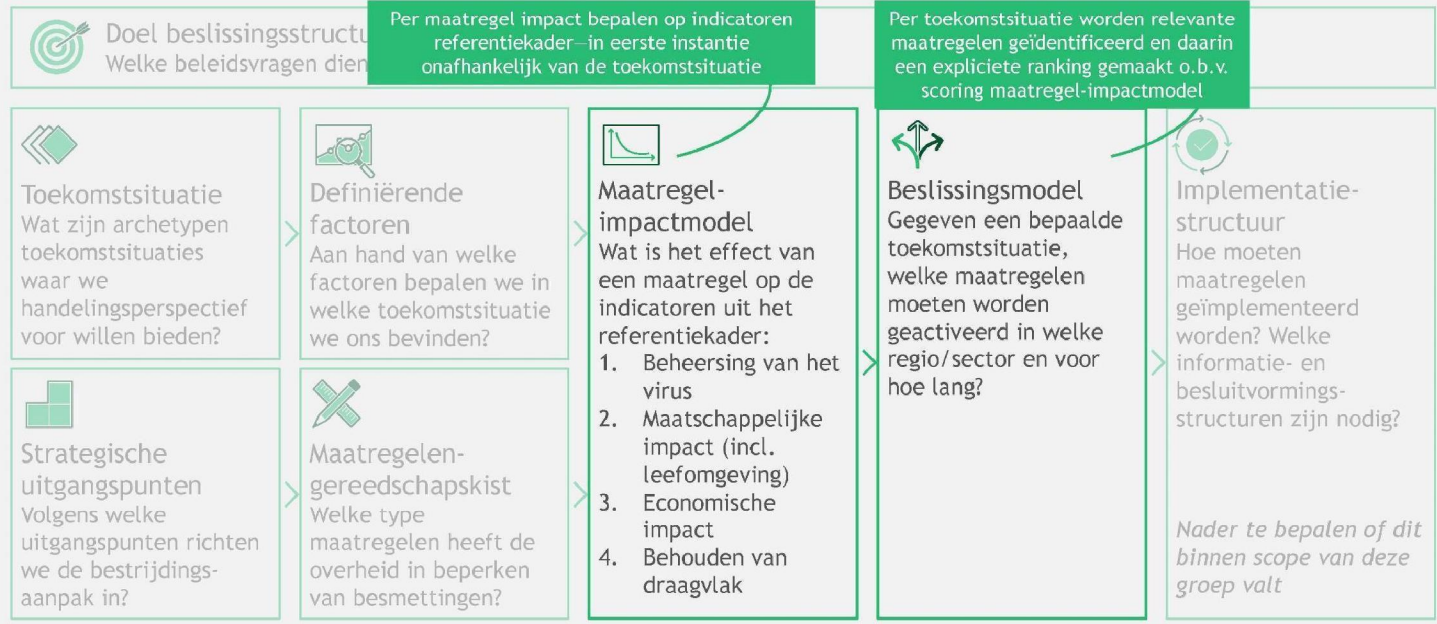 Doel beslissingsstructu
Welke beleidsvragen dien
Per maatregel impact bepalen op indicatoren
referentiekader—in eerste instantie
onafhankelijk van de toekomstsituatie
Per toekomstsituatie worden relevante
maatregelen geïdentificeerd en daarin
een expliciete ranking gemaakt o.b.v.
scoring maatregel-impactmodel
Toekomstsituatie
Wat zijn archetypen
toekomstsituaties
waar we
handelingsperspectief
voor willen bieden?
Definiërende
factoren
Aan hand van welke
factoren bepalen we in
welke toekomstsituatie
we ons bevinden?
Strategische
uitgangspunten
Volgens welke
uitgangspunten richten
we de bestrijdings-
aanpak in?
Maatregelen-
gereedschapskist
Welke type
maatregelen heeft de
overheid in beperken
van besmettingen?
Maatregel-
impactmodel
Wat is het effect van
een maatregel op de
indicatoren uit het
referentiekader:
1. Beheersing van het
virus
2. Maatschappelijke
impact (incl.
leefomgeving)
3. Economische
impact
4. Behouden van
draagvlak
Beslissingsmodel
Gegeven een bepaalde
toekomstsituatie,
welke maatregelen
moeten worden
geactiveerd in welke
regio/sector en voor
hoe lang?
Implementatie-
structuur
Hoe moeten
maatregelen
geïmplementeerd
worden? Welke
informatie- en
besluitvormings-
structuren zijn nodig?
Nader te bepalen of dit
binnen scope van deze
groep valt